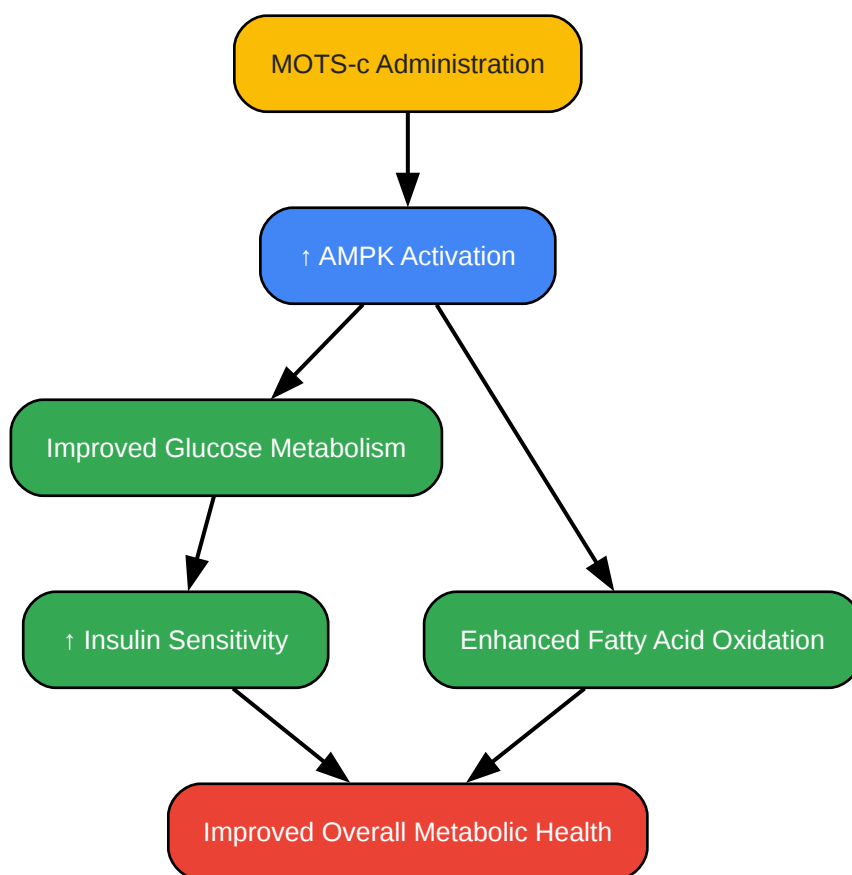 MOTS-c Administration
↑ AMPK Activation
Improved Glucose Metabolism
↑ Insulin Sensitivity
Enhanced Fatty Acid Oxidation
Improved Overall Metabolic Health